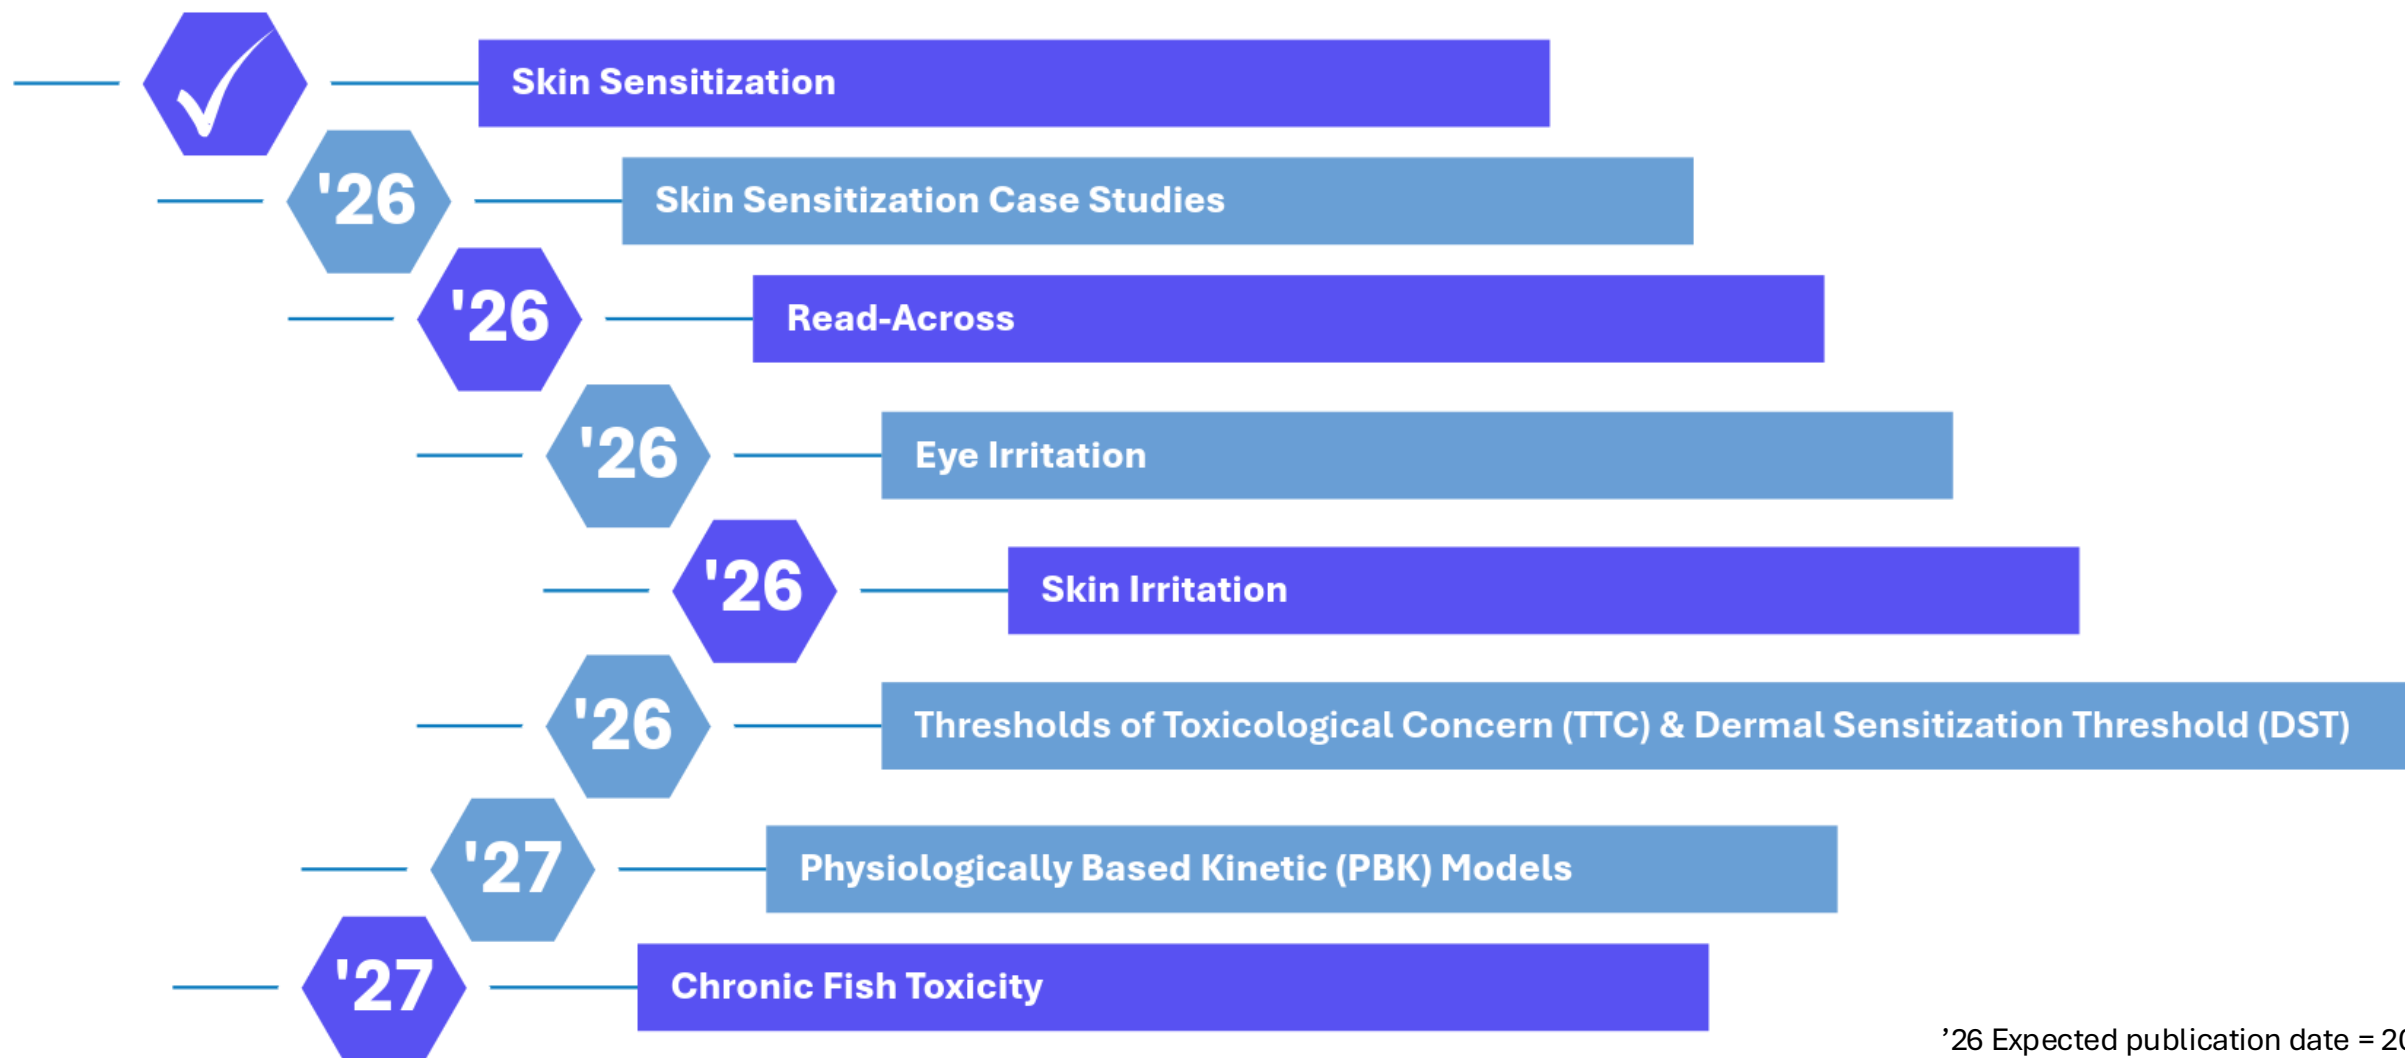 Skin Sensitization
'26 Skin Sensitization Case Studies
'26 Read-Across
'26 Eye Irritation
'26 Skin Irritation
'26 Thresholds of Toxicological Concern (TTC) & Dermal Sensitization Threshold (DST)
'27 Physiologically Based Kinetic (PBK) Models
'27 Chronic Fish Toxicity
’26 Expected publication date =